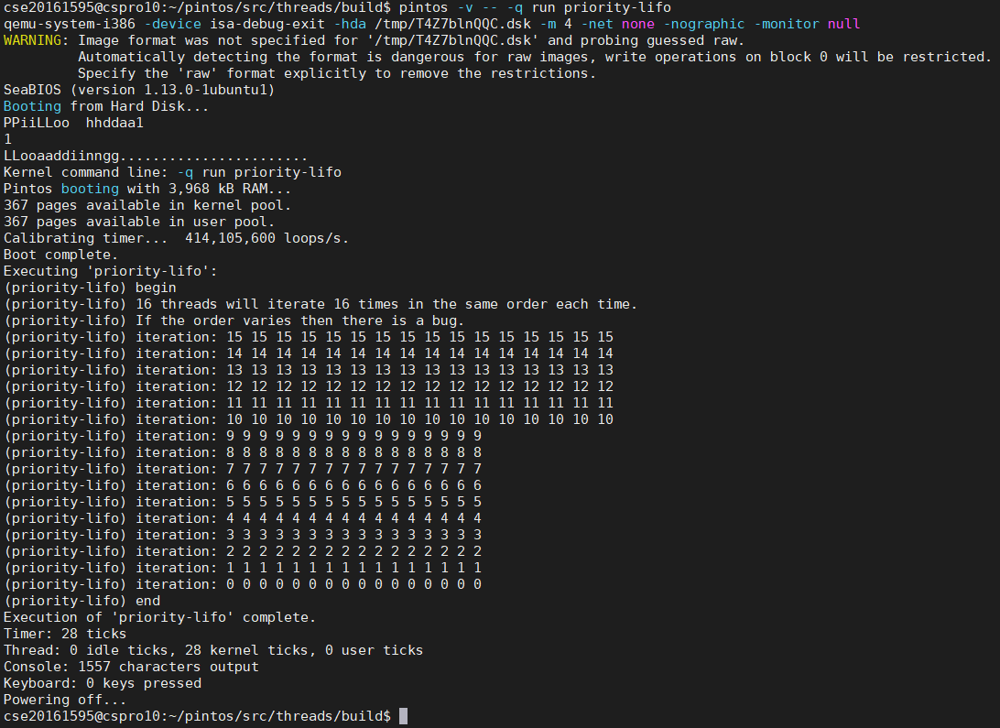 cse20161595@cspro10:~/pintos/src/threads/build$ pintos -v -- -q run priority-lifo
qemu-system-i386 -device isa-debug-exit -hda /tmp/T4Z7blnQQC.dsk -m 4 -net none -nographic -monitor null
WARNING: Image format was not specified for '/tmp/T4Z7blnQQC.dsk' and probing guessed raw.
         Automatically detecting the format is dangerous for raw images, write operations on block 0 will be restricted.
         Specify the 'raw' format explicitly to remove the restrictions.
SeaBIOS (version 1.13.0-1ubuntu1)
Booting from Hard Disk...
PPiiLLoo  hhddaa1
1
LLooaaddiinngg.......................
Kernel command line: -q run priority-lifo
Pintos booting with 3,968 kB RAM...
367 pages available in kernel pool.
367 pages available in user pool.
Calibrating timer...  414,105,600 loops/s.
Boot complete.
Executing 'priority-lifo':
(priority-lifo) begin
(priority-lifo) 16 threads will iterate 16 times in the same order each time.
(priority-lifo) If the order varies then there is a bug.
(priority-lifo) iteration: 15 15 15 15 15 15 15 15 15 15 15 15 15 15 15 15
(priority-lifo) iteration: 14 14 14 14 14 14 14 14 14 14 14 14 14 14 14 14
(priority-lifo) iteration: 13 13 13 13 13 13 13 13 13 13 13 13 13 13 13 13
(priority-lifo) iteration: 12 12 12 12 12 12 12 12 12 12 12 12 12 12 12 12
(priority-lifo) iteration: 11 11 11 11 11 11 11 11 11 11 11 11 11 11 11 11
(priority-lifo) iteration: 10 10 10 10 10 10 10 10 10 10 10 10 10 10 10 10
(priority-lifo) iteration: 9 9 9 9 9 9 9 9 9 9 9 9 9 9 9 9
(priority-lifo) iteration: 8 8 8 8 8 8 8 8 8 8 8 8 8 8 8 8
(priority-lifo) iteration: 7 7 7 7 7 7 7 7 7 7 7 7 7 7 7 7
(priority-lifo) iteration: 6 6 6 6 6 6 6 6 6 6 6 6 6 6 6 6
(priority-lifo) iteration: 5 5 5 5 5 5 5 5 5 5 5 5 5 5 5 5
(priority-lifo) iteration: 4 4 4 4 4 4 4 4 4 4 4 4 4 4 4 4
(priority-lifo) iteration: 3 3 3 3 3 3 3 3 3 3 3 3 3 3 3 3
(priority-lifo) iteration: 2 2 2 2 2 2 2 2 2 2 2 2 2 2 2 2
(priority-lifo) iteration: 1 1 1 1 1 1 1 1 1 1 1 1 1 1 1 1
(priority-lifo) iteration: 0 0 0 0 0 0 0 0 0 0 0 0 0 0 0 0
(priority-lifo) end
Execution of 'priority-lifo' complete.
Timer: 28 ticks
Thread: 0 idle ticks, 28 kernel ticks, 0 user ticks
Console: 1557 characters output
Keyboard: 0 keys pressed
Powering off...
cse20161595@cspro10:~/pintos/src/threads/build$